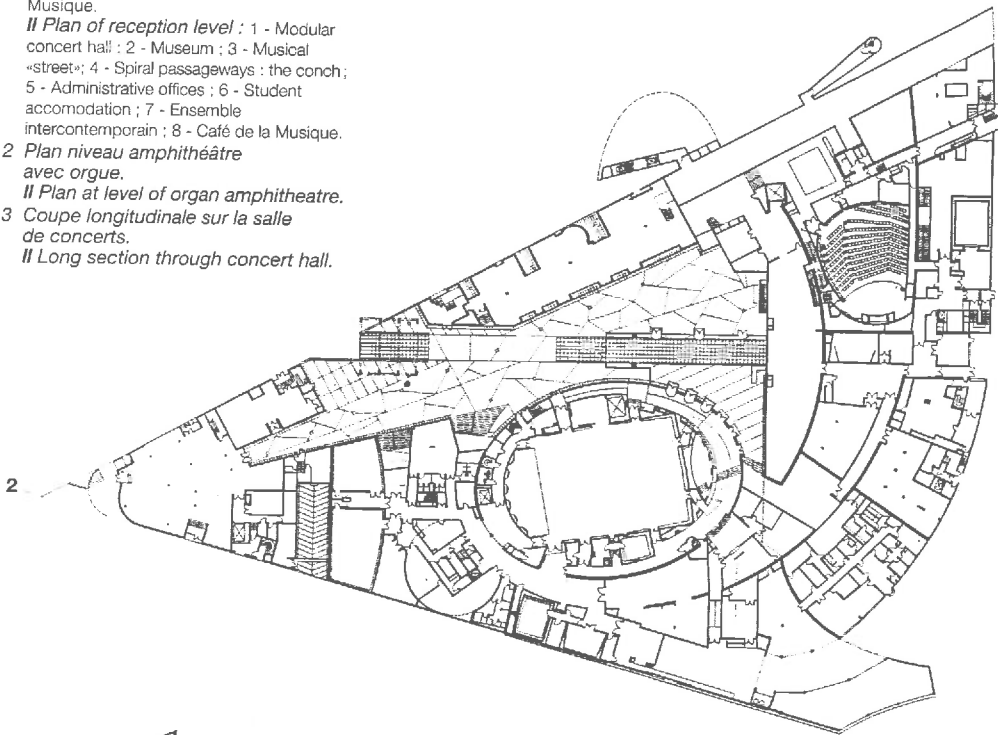 Musique.
// Plan of reception level : 1 - Modular
concert hall : 2 - Museum ; 3 - Musical
«street»; 4 - Spiral passageways : the conch ;
5 - Administrative offices ; 6 - Student
accomodation ; 7 - Ensemble
intercontemporain ; 8 - Café de la Musique.
2 Plan niveau amphithéâtre
avec orgue.
// Plan at level of organ amphitheatre.
3 Coupe longitudinale sur la salle
de concerts.
// Long section through concert hall.
2